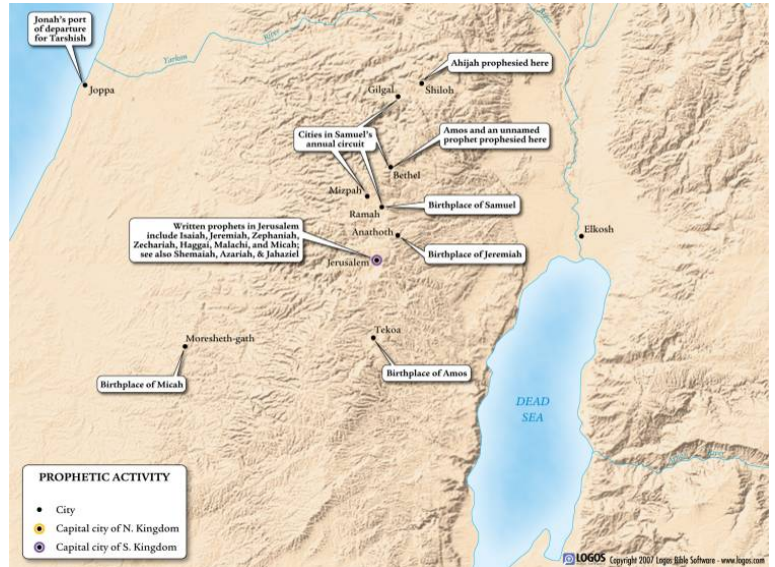 Jonah's port
of departure
for Tarshish
Yarkon
River
Joppa
Ahijah prophesied here
Gilgal
Shiloh
Cities in Samuel's
annual circuit
Amos and an unnamed
prophet prophesied here
Bethel
Mizpah
Ramah
Birthplace of Samuel
Written prophets in Jerusalem
include Isaiah, Jeremiah, Zephaniah,
Zechariah, Haggai, Malachi, and Micah;
see also Shemaiah, Azariah, & Jahaziel
Anathoth
Elkosh
Birthplace of Jeremiah
Jerusalem
Moresheth-gath
Tekoa
Birthplace of Micah
Birthplace of Amos
DEAD
SEA
PROPHETIC ACTIVITY
City
Capital city of N. Kingdom
Capital city of S. Kingdom
LOGOS Copyright 2007 Logos Bible Software - www.logos.com